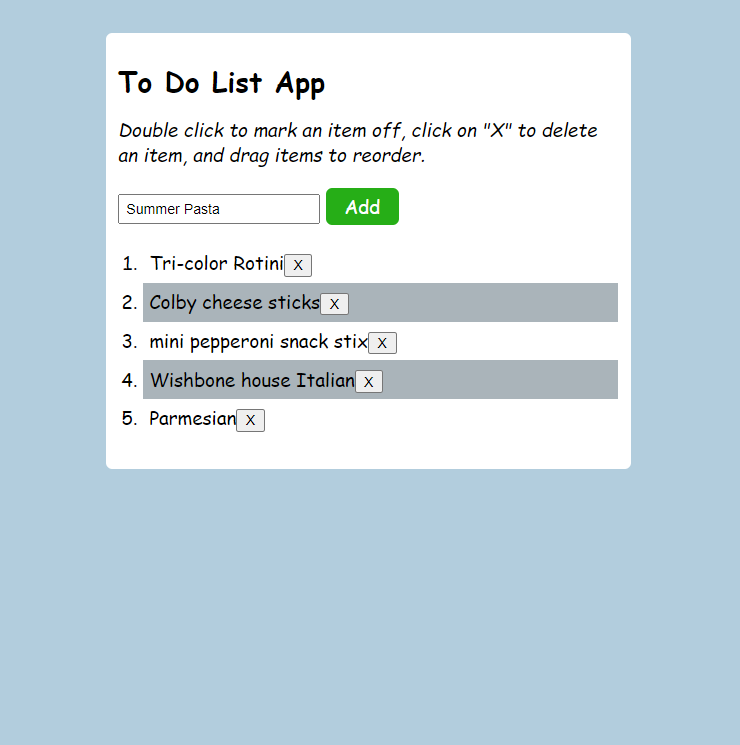 To Do List App
Double click to mark an item off, click on "X" to delete
an item, and drag items to reorder.
Summer Pasta Add
1. Tri-color Rotini X
2. Colby cheese sticks X
3. mini pepperoni snack stix X
4. Wishbone house Italian X
5. Parmesian X